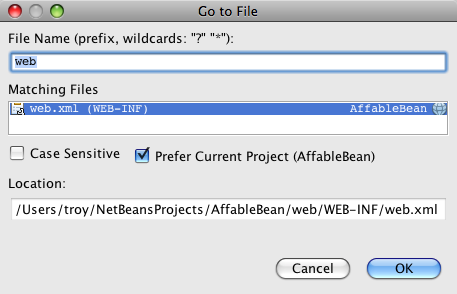 Go to File
File Name (prefix, wildcards: "?" "*"):
web
Matching Files
web.xml (WEB-INF) AffableBean
Case Sensitive Prefer Current Project (AffableBean)
Location:
/Users/troy/NetBeansProjects/AffableBean/web/WEB-INF/web.xml
Cancel OK